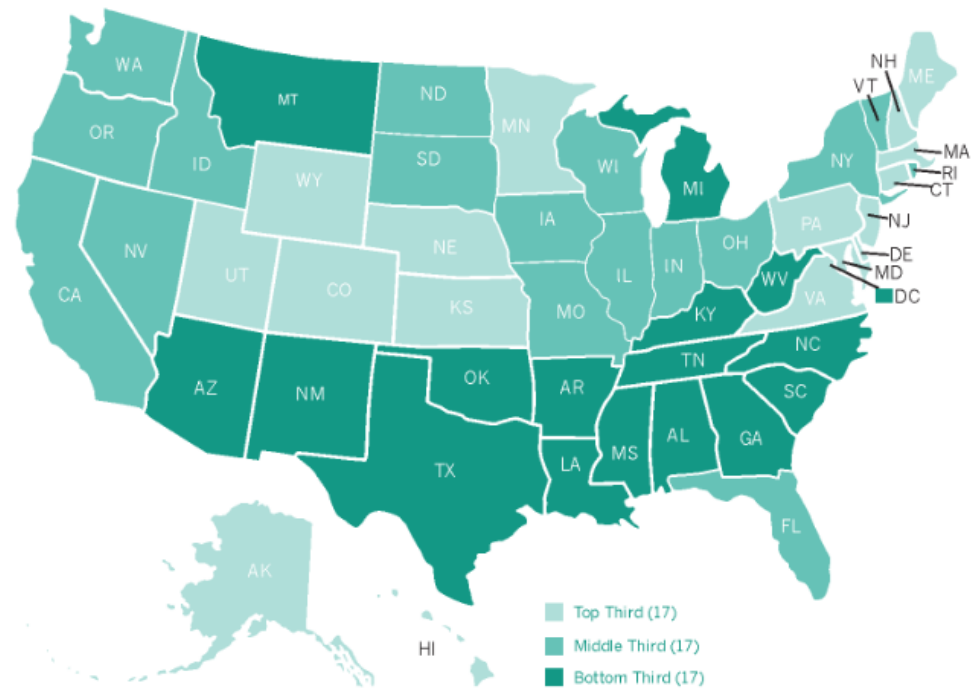 WA
MT
ND
MN
NH
ME
VT
OR
ID
SD
WI
MI
NY
MA
RI
CT
WY
IA
NE
PA
NJ
NV
UT
CO
IL
IN
OH
DE
MD
DC
CA
KS
MO
KY
WV
VA
AZ
NM
OK
AR
TN
NC
SC
TX
LA
MS
AL
GA
FL
AK
HI
Top Third (17)
Middle Third (17)
Bottom Third (17)